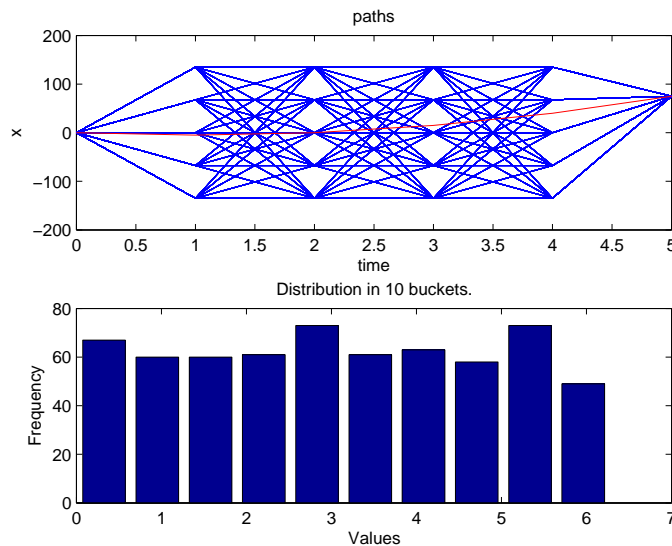 paths
200
100
0
−100
−200
x
0 0.5 1 1.5 2 2.5 3 3.5 4 4.5 5
time
Distribution in 10 buckets.
80
60
40
20
0
Frequency
0 1 2 3 4 5 6 7
Values